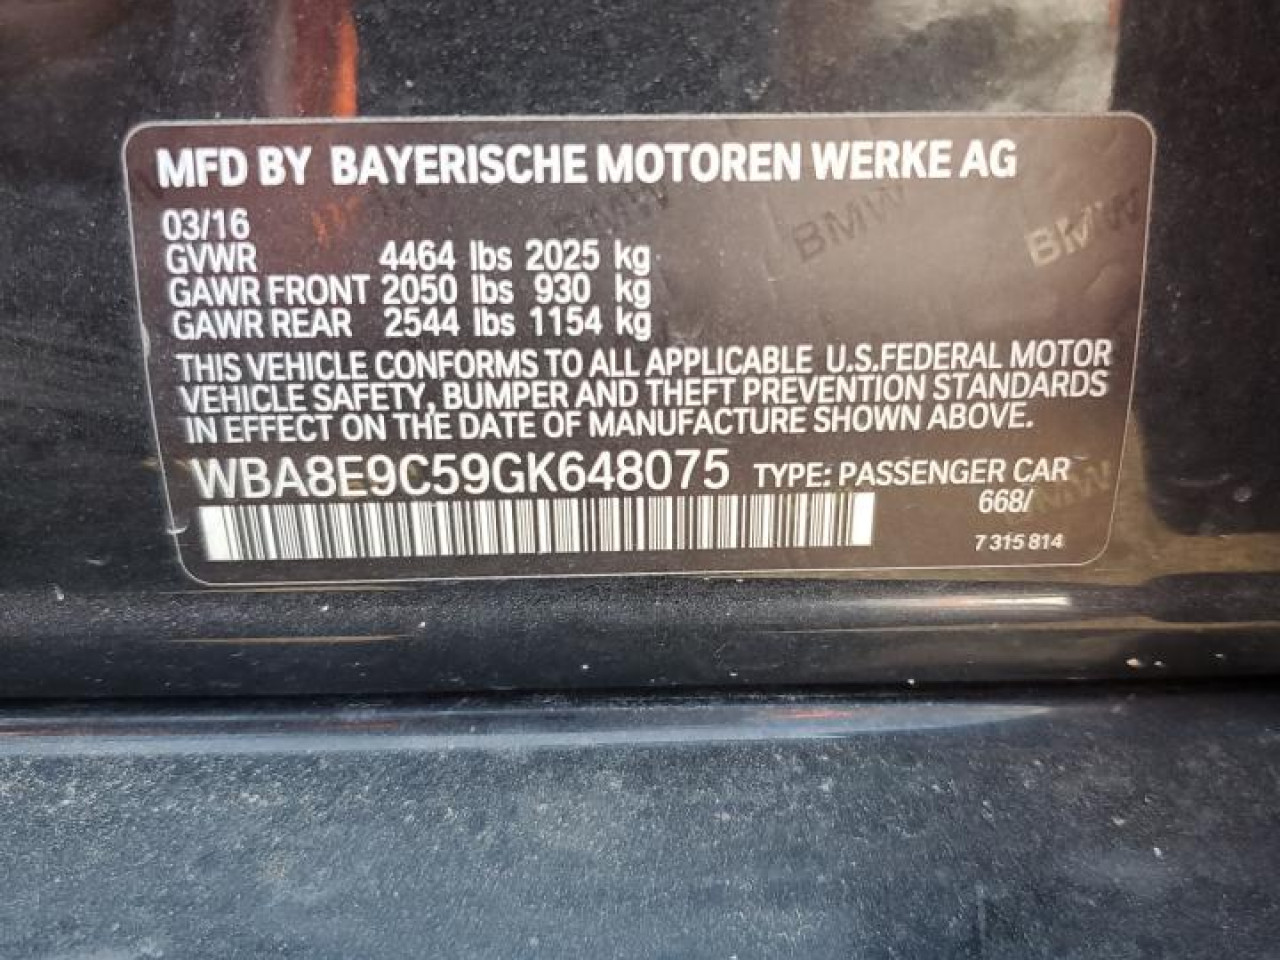 MFD BY BAYERISCHE MOTOREN WERKE AG
03/16
GVWR 4464 lbs 2025 kg
GAWR FRONT 2050 lbs 930 kg
GAWR REAR 2544 lbs 1154 kg
THIS VEHICLE CONFORMS TO ALL APPLICABLE U.S.FEDERAL MOTOR
VEHICLE SAFETY, BUMPER AND THEFT PREVENTION STANDARDS
IN EFFECT ON THE DATE OF MANUFACTURE SHOWN ABOVE.
WBA8E9C59GK648075 TYPE: PASSENGER CAR
668/
7 315 814
BMW
BMW
BMW